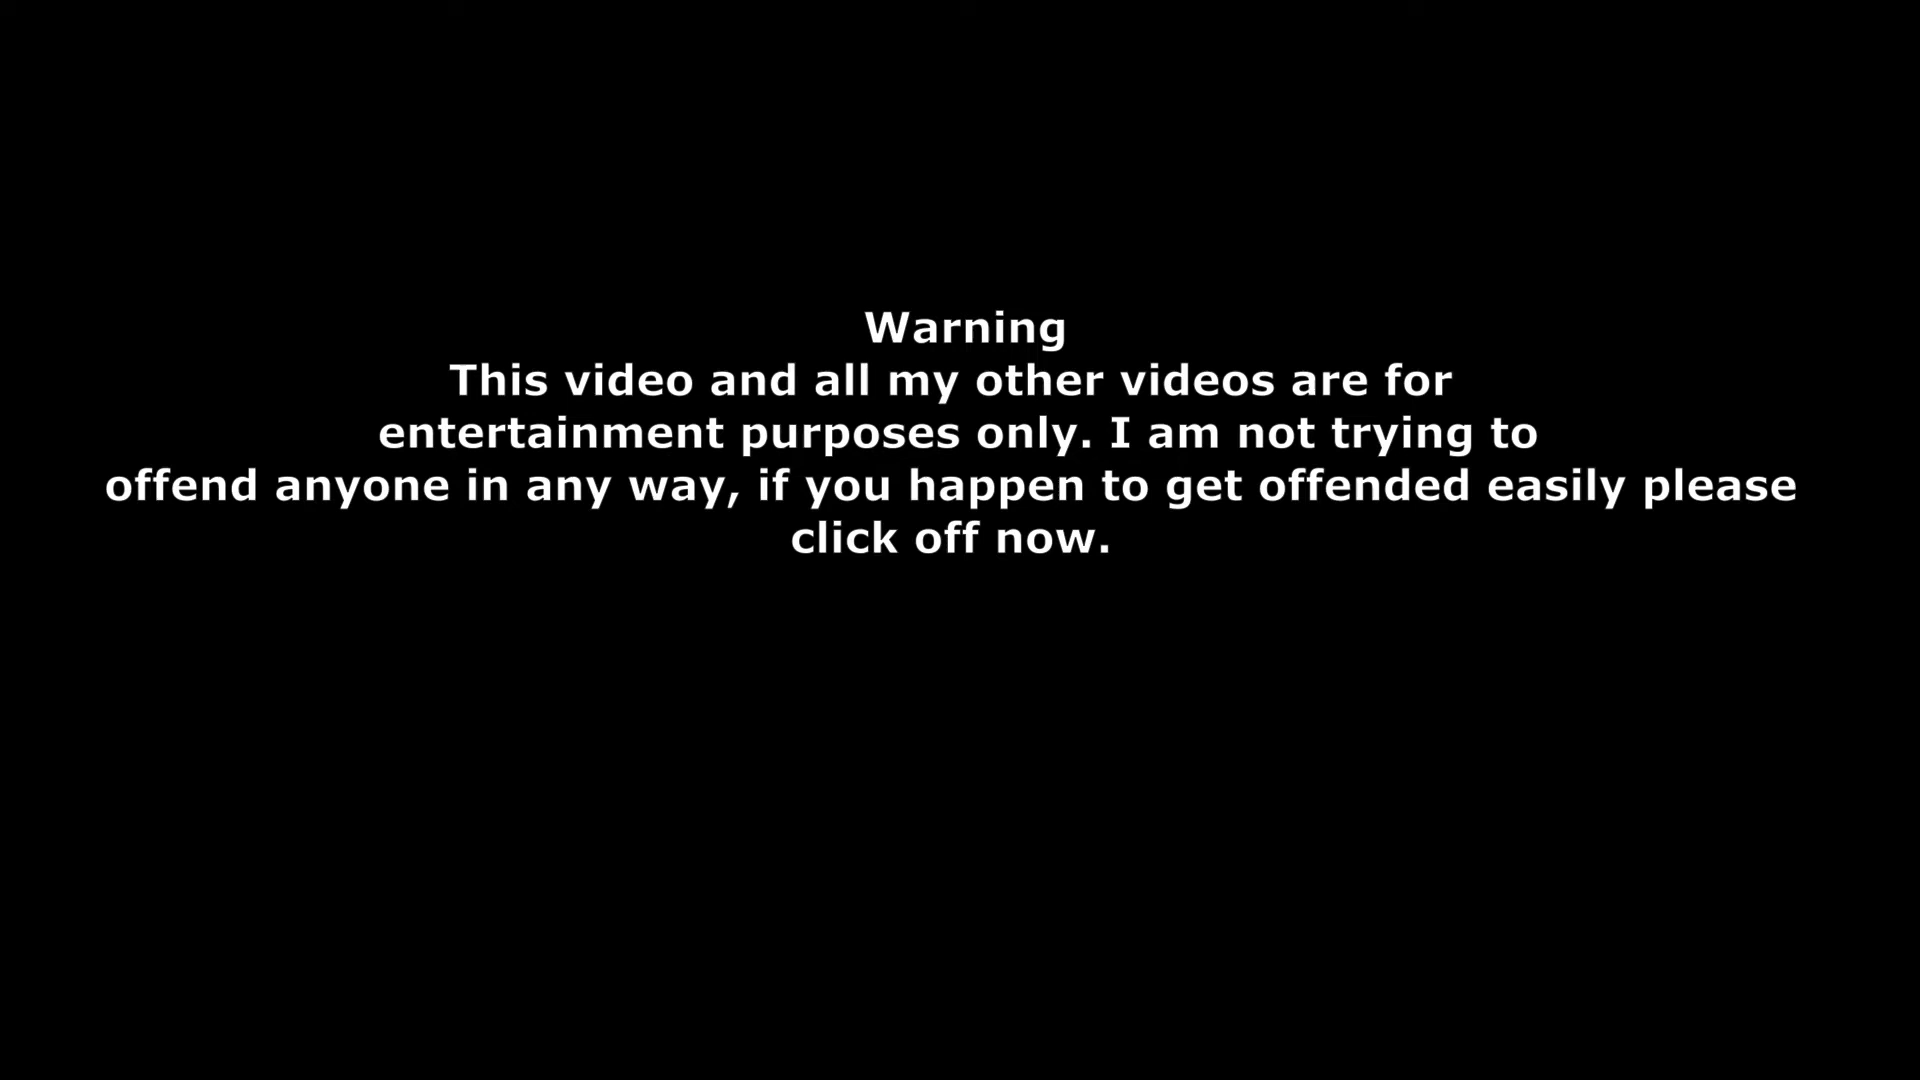 Warning
This video and all my other videos are for
entertainment purposes only. I am not trying to
offend anyone in any way, if you happen to get offended easily please
click off now.